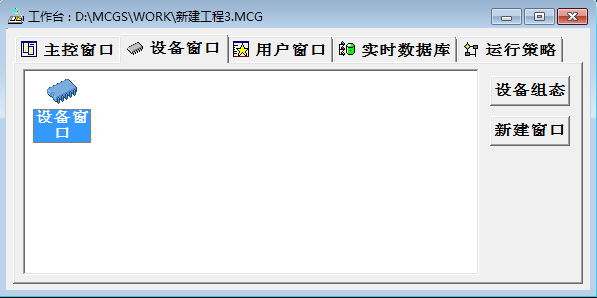 工作台 : D:\MCGS\WORK\新建工程3.MCG
主控窗口 设备窗口 用户窗口 实时数据库 运行策略
设备窗
口
设备组态
新建窗口